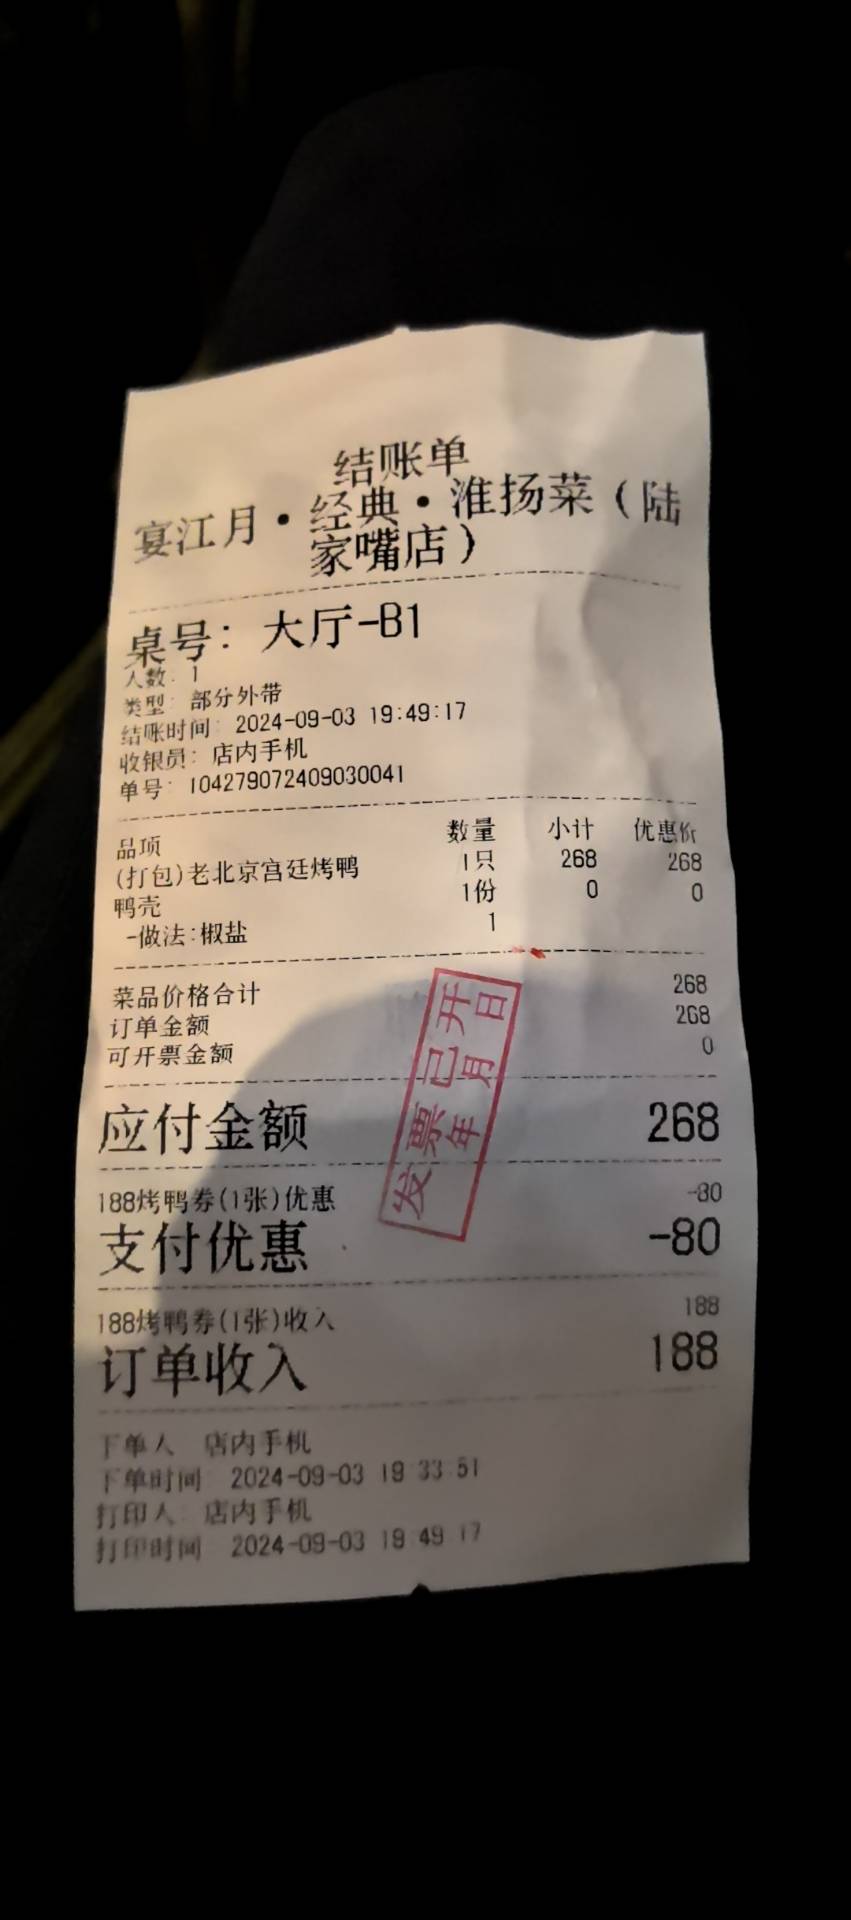 结账单
宴江月·经典·淮扬菜（陆
家嘴店）
桌号：大厅-B1
人数：1
类型：部分外带
结账时间：2024-09-03 19:49:17
收银员：店内手机
单号：104279072409030041
品项 数量 小计 优惠价
(打包)老北京宫廷烤鸭 1只 268 268
鸭壳 1份 0 0
-做法:椒盐 1
菜品价格合计 268
订单金额 268
可开票金额 0
应付金额 268
188烤鸭券(1张)优惠 -80
支付优惠 -80
188烤鸭券(1张)收入 188
订单收入 188
下单人 店内手机
下单时间 2024-09-03 19:33:51
打印人：店内手机
打印时间 2024-09-03 19:49:17
发票已开
年月日